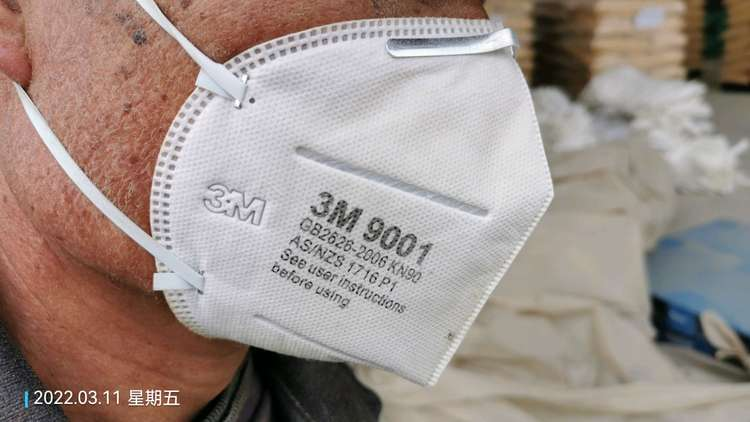 3M
3M 9001
GB2626-2006 KN90
AS/NZS 1716 P1
See user instructions
before using
2022.03.11 星期五